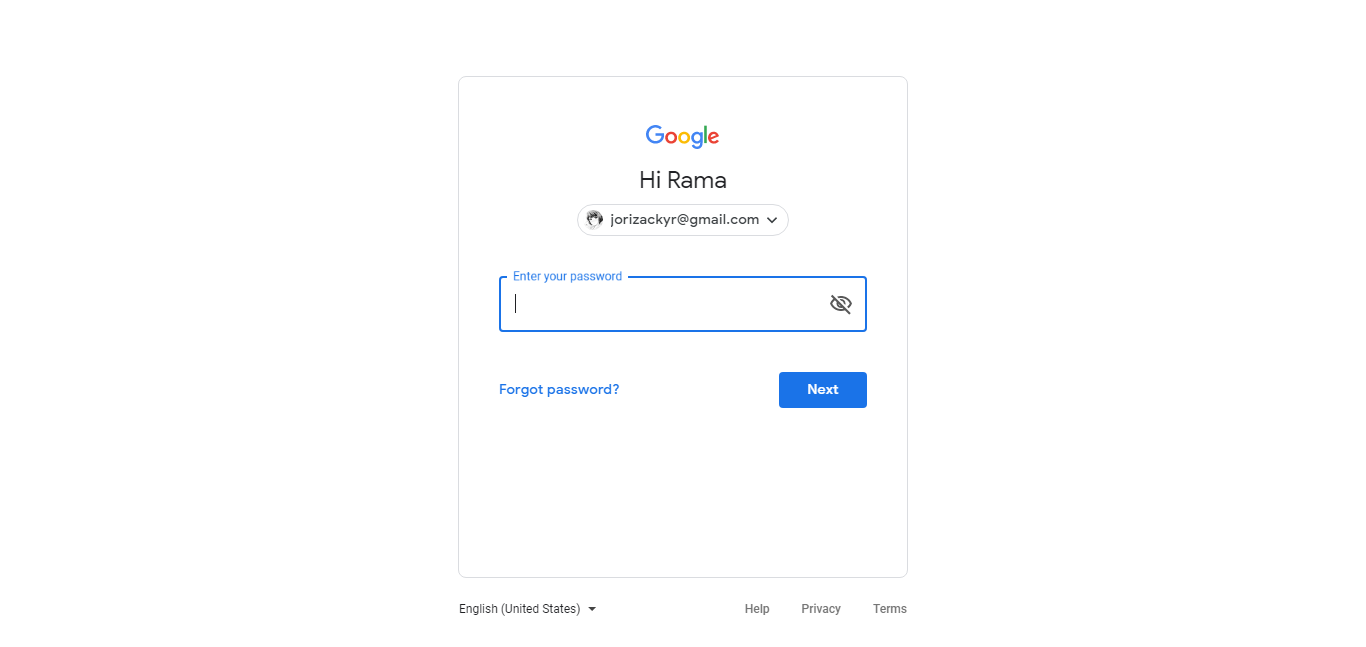 Google
Hi Rama
jorizackyr@gmail.com
Enter your password
Forgot password?
Next
English (United States)
Help
Privacy
Terms